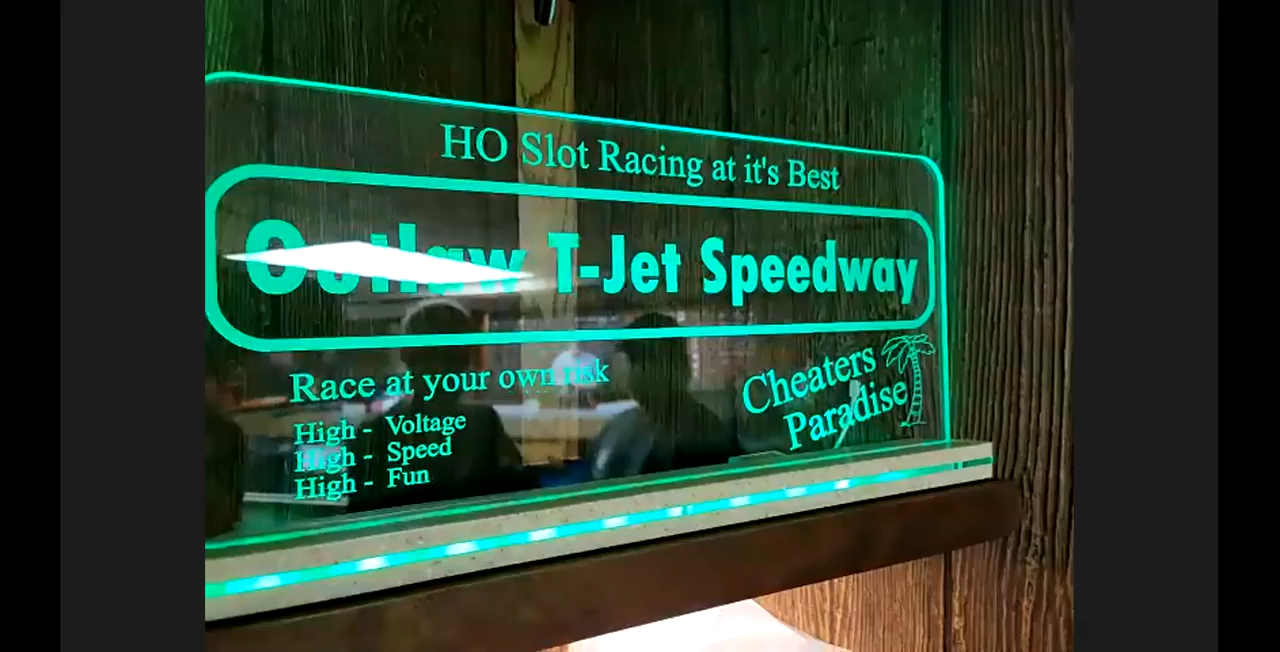 HO Slot Racing at it's Best
Outlaw T-Jet Speedway
Race at your own risk
High - Voltage
High - Speed
High - Fun
Cheaters
Paradise